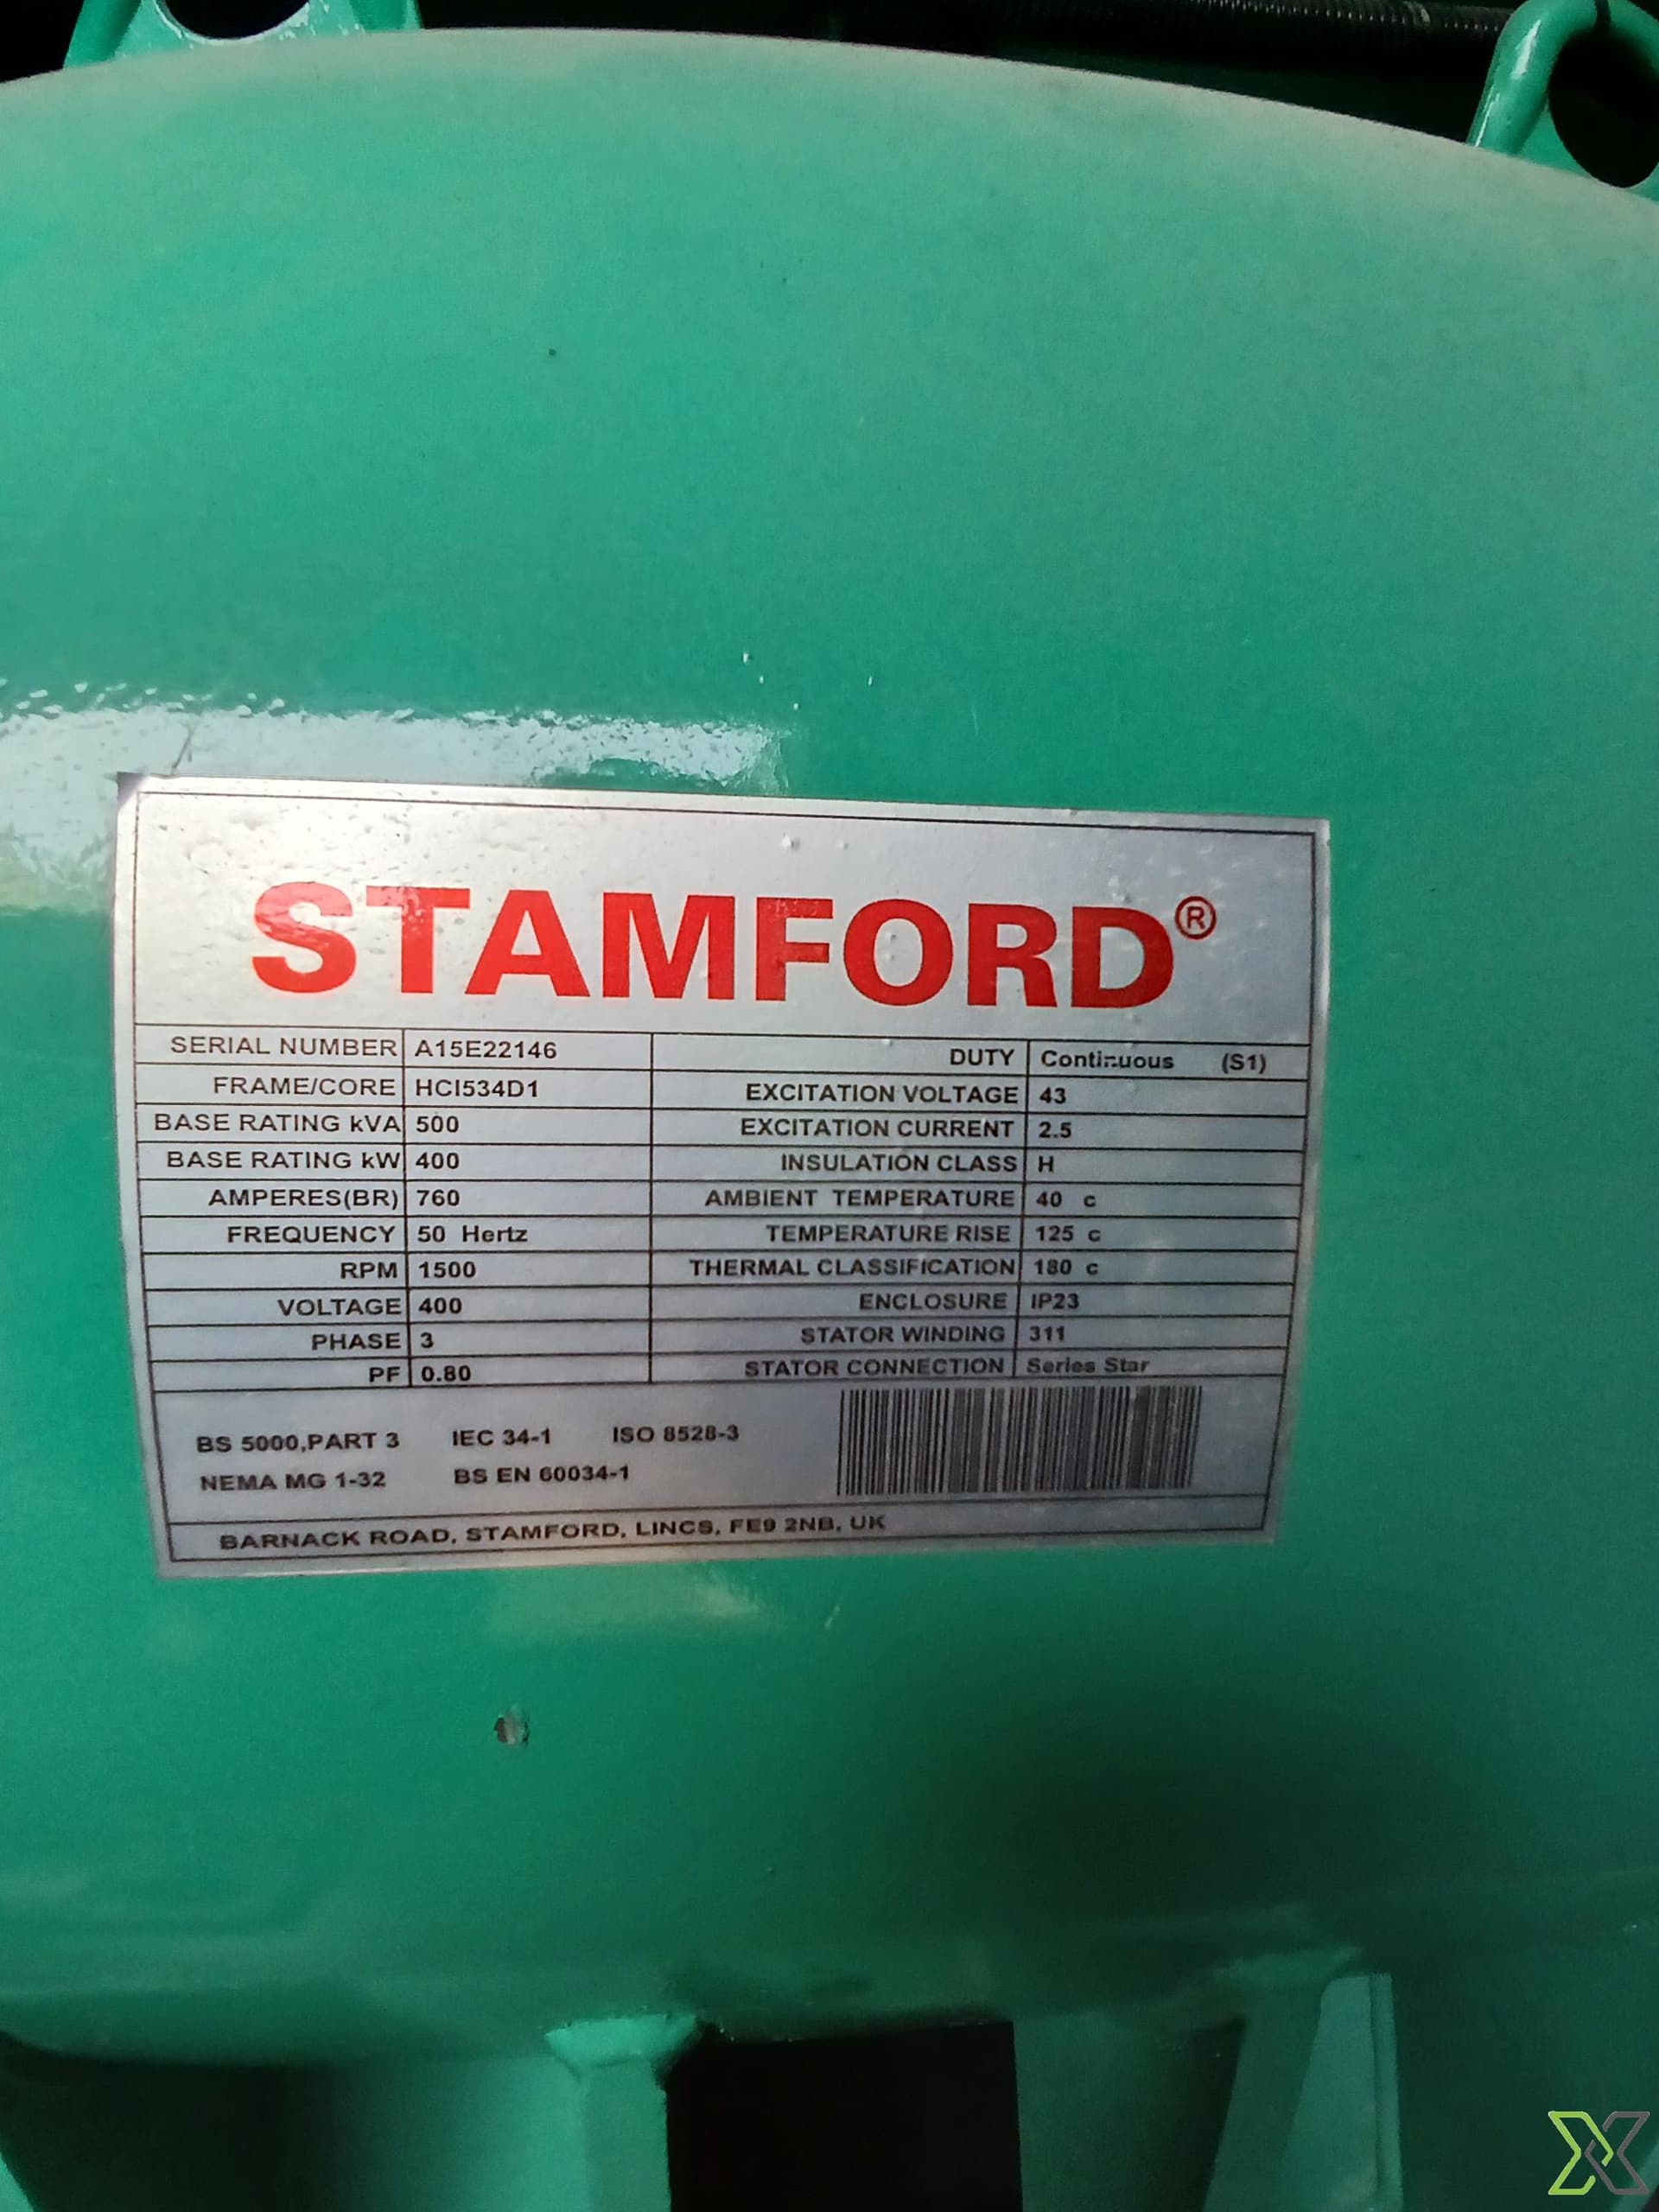 STAMFORD®
SERIAL NUMBER A15E22146 DUTY Continuous (S1)
FRAME/CORE HCI534D1 EXCITATION VOLTAGE 43
BASE RATING kVA 500 EXCITATION CURRENT 2.5
BASE RATING kW 400 INSULATION CLASS H
AMPERES(BR) 760 AMBIENT TEMPERATURE 40 c
FREQUENCY 50 Hertz TEMPERATURE RISE 125 c
RPM 1500 THERMAL CLASSIFICATION 180 c
VOLTAGE 400 ENCLOSURE IP23
PHASE 3 STATOR WINDING 311
PF 0.80 STATOR CONNECTION Series Star
BS 5000,PART 3 IEC 34-1 ISO 8528-3
NEMA MG 1-32 BS EN 60034-1
BARNACK ROAD, STAMFORD, LINCS, FE9 2NB, UK